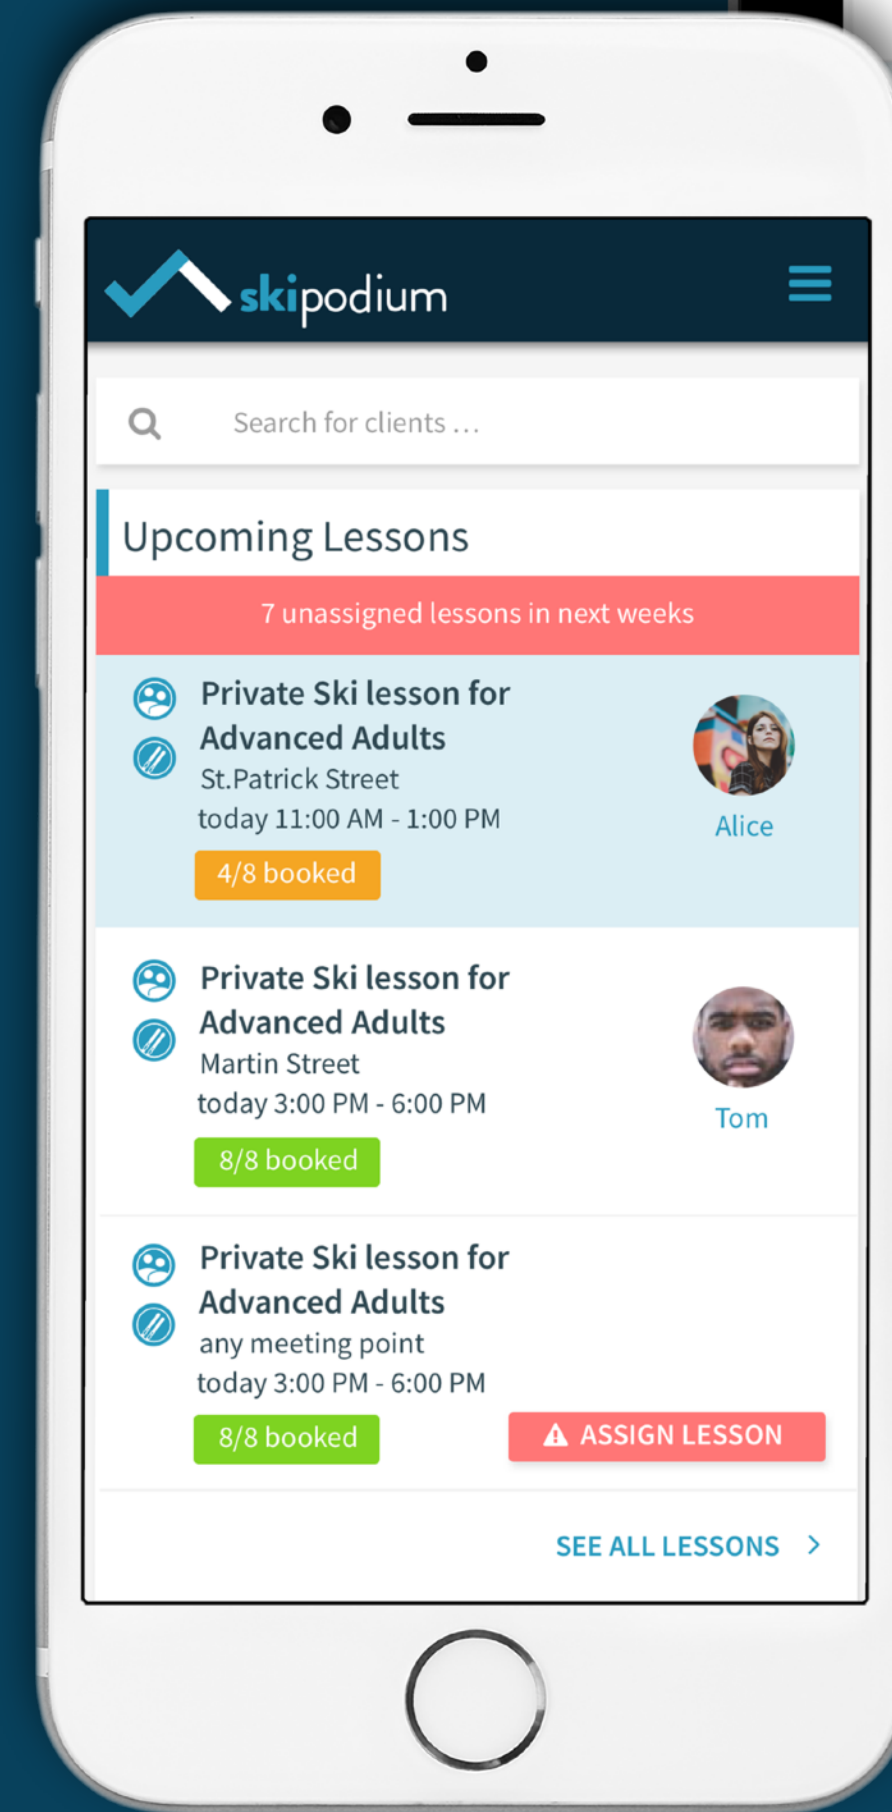 skipodium
Search for clients ...
Upcoming Lessons
7 unassigned lessons in next weeks
Private Ski lesson for
Advanced Adults
St.Patrick Street
today 11:00 AM - 1:00 PM
4/8 booked
Alice
Private Ski lesson for
Advanced Adults
Martin Street
today 3:00 PM - 6:00 PM
8/8 booked
Tom
Private Ski lesson for
Advanced Adults
any meeting point
today 3:00 PM - 6:00 PM
8/8 booked
ASSIGN LESSON
SEE ALL LESSONS